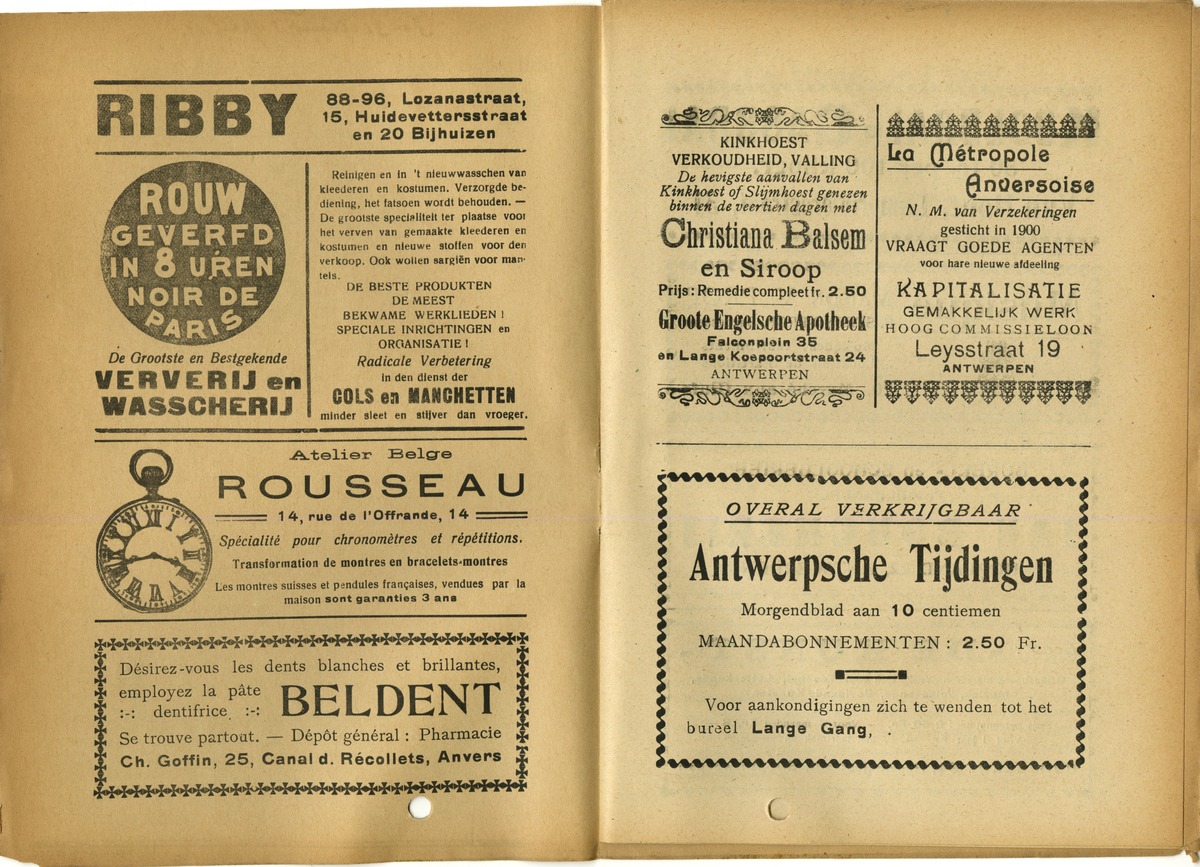 RIBBY
88-96, Lozanastraat,
15, Huidevettersstraat
en 20 Bijhuizen
ROUW
GEVERFD
IN 8 UREN
NOIR DE
PARIS
De Grootste en Bestgekende
VERVERIJ en
WASSCHERIJ
Reinigen en in 't nieuwwasschen van
kleederen en kostumen. Verzorgde be-
diening, het fatsoen wordt behouden. —
De grootste specialiteit ter plaatse voor
het verven van gemaakte kleederen en
kostumen en nieuwe stoffen voor den
verkoop. Ook wollen sargiën voor man-
tels.
DE BESTE PRODUKTEN
DE MEEST
BEKWAME WERKLIEDEN !
SPECIALE INRICHTINGEN en
ORGANISATIE !
Radicale Verbetering
in den dienst der
COLS en MANCHETTEN
minder sleet en stijver dan vroeger.
Atelier Belge
ROUSSEAU
14, rue de l'Offrande, 14
Spécialité pour chronomètres et répétitions.
Transformation de montres en bracelets-montres
Les montres suisses et pendules françaises, vendues par la
maison sont garanties 3 ans
Désirez-vous les dents blanches et brillantes,
employez la pâte
:-: dentifrice :-:
BELDENT
Se trouve partout. — Dépôt général : Pharmacie
Ch. Goffin, 25, Canal d. Récollets, Anvers
KINKHOEST
VERKOUDHEID, VALLING
De hevigste aanvallen van
Kinkhoest of Slijmhoest genezen
binnen de veertien dagen met
Christiana Balsem
en Siroop
Prijs : Remedie compleet fr. 2.50
Groote Engelsche Apotheek
Falconplein 35
en Lange Koepoortstraat 24
ANTWERPEN
La Métropole
Anversoise
N. M. van Verzekeringen
gesticht in 1900
VRAAGT GOEDE AGENTEN
voor hare nieuwe afdeeling
KAPITALISATIE
GEMAKKELIJK WERK
HOOG COMMISSIELOON
Leysstraat 19
ANTWERPEN
OVERAL VERKRIJGBAAR
Antwerpsche Tijdingen
Morgendblad aan 10 centiemen
MAANDABONNEMENTEN : 2.50 Fr.
Voor aankondigingen zich te wenden tot het
bureel Lange Gang, .